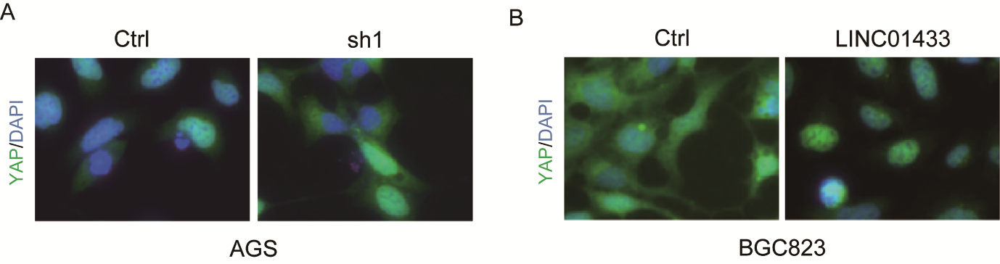 A
Ctrl
sh1
YAP/DAPI
AGS
B
Ctrl
LINC01433
YAP/DAPI
BGC823